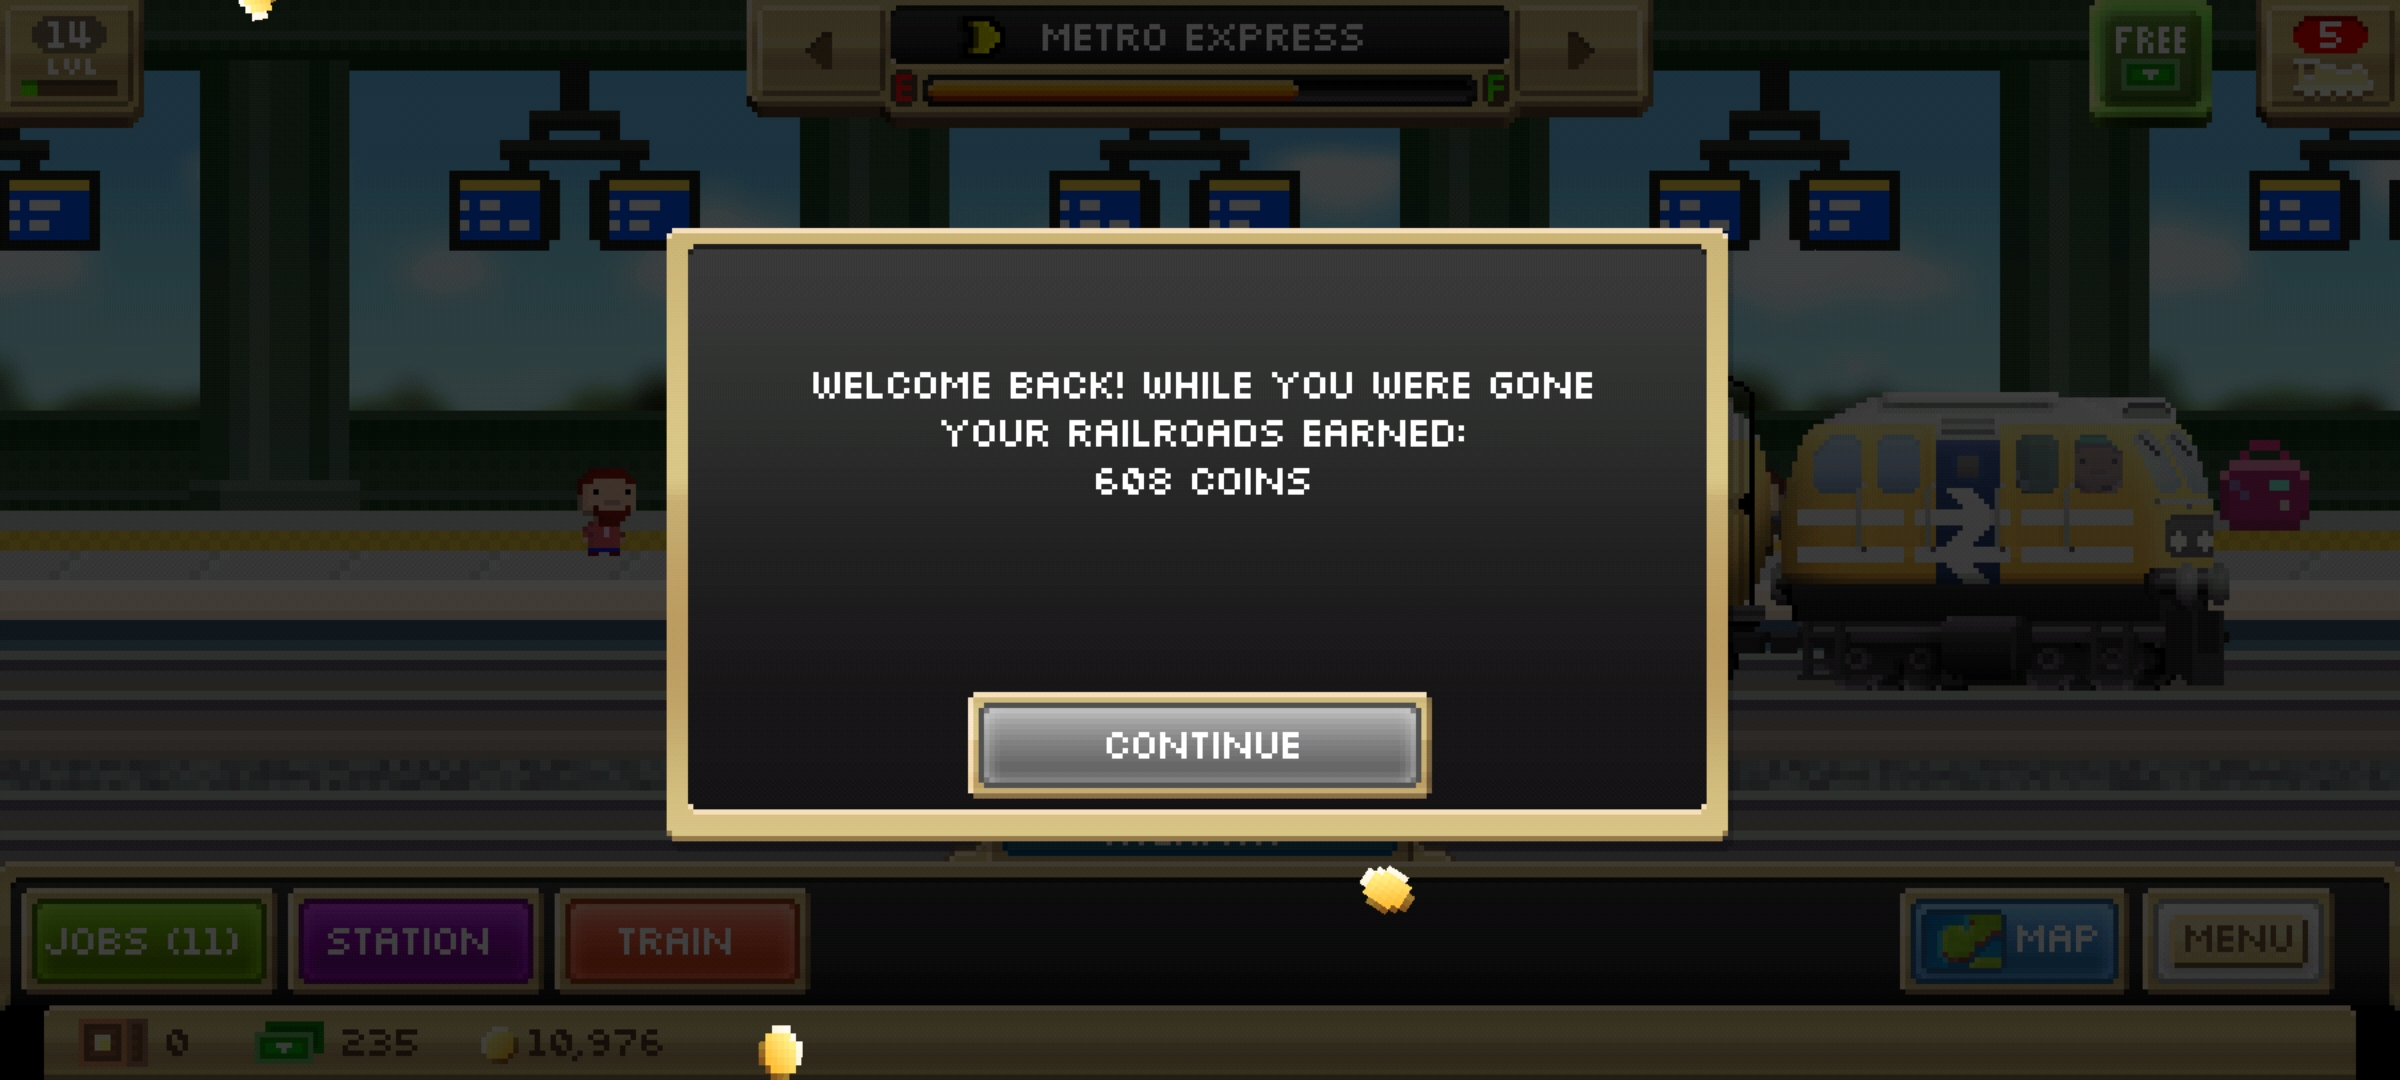 14
LVL
METRO EXPRESS
E
F
FREE
5
WELCOME BACK! WHILE YOU WERE GONE
YOUR RAILROADS EARNED:
608 COINS
CONTINUE
JOBS (11)
STATION
TRAIN
MAP
MENU
0
235
10,976